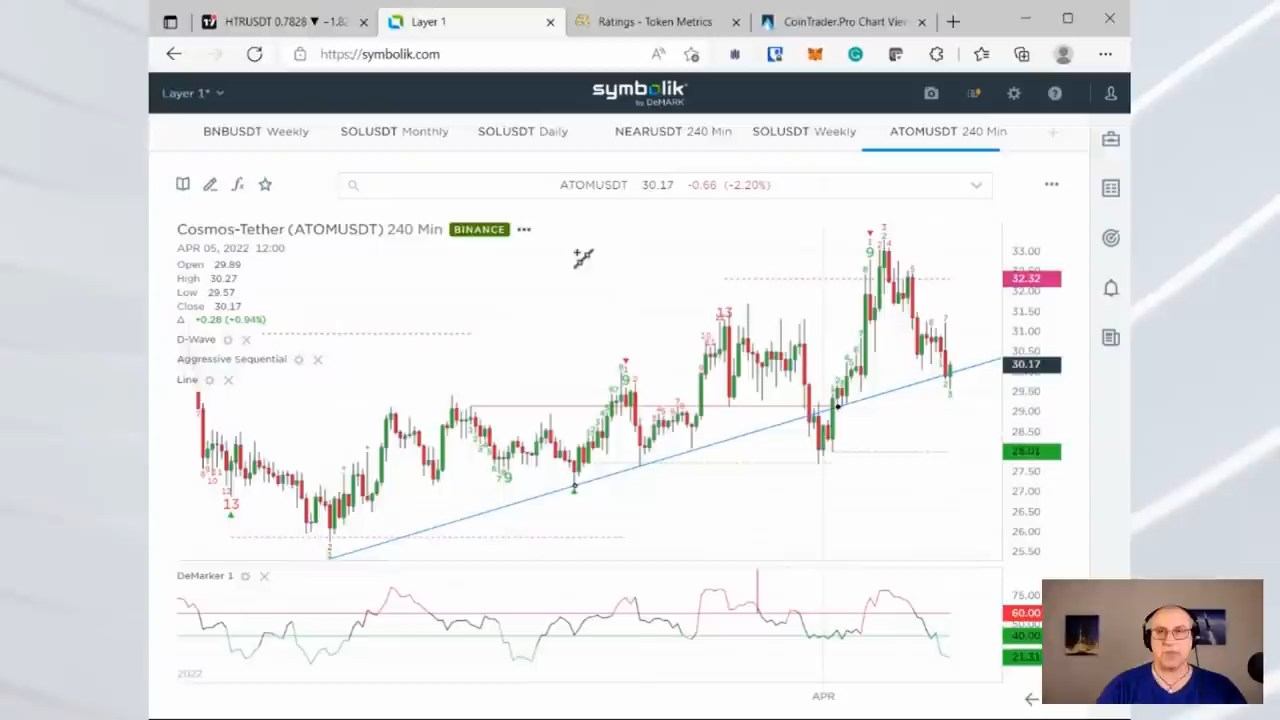 HTRUSDT 0.7828 ▼ −1.82
Layer 1
Ratings - Token Metrics
CoinTrader.Pro Chart View
https://symbolik.com
Layer 1*
symbolik
by DeMARK
BNBUSDT Weekly
SOLUSDT Monthly
SOLUSDT Daily
NEARUSDT 240 Min
SOLUSDT Weekly
ATOMUSDT 240 Min
ATOMUSDT 30.17 -0.66 (-2.20%)
Cosmos-Tether (ATOMUSDT) 240 Min BINANCE
APR 05, 2022 12:00
Open 29.89
High 30.27
Low 29.57
Close 30.17
Δ +0.28 (+0.94%)
D-Wave
Aggressive Sequential
Line
13
9
9
13
9
33.00
32.32
32.00
31.50
31.00
30.50
30.17
29.50
29.00
28.50
28.01
27.50
27.00
26.50
26.00
25.50
DeMarker 1
75.00
60.00
40.00
21.31
2022
APR